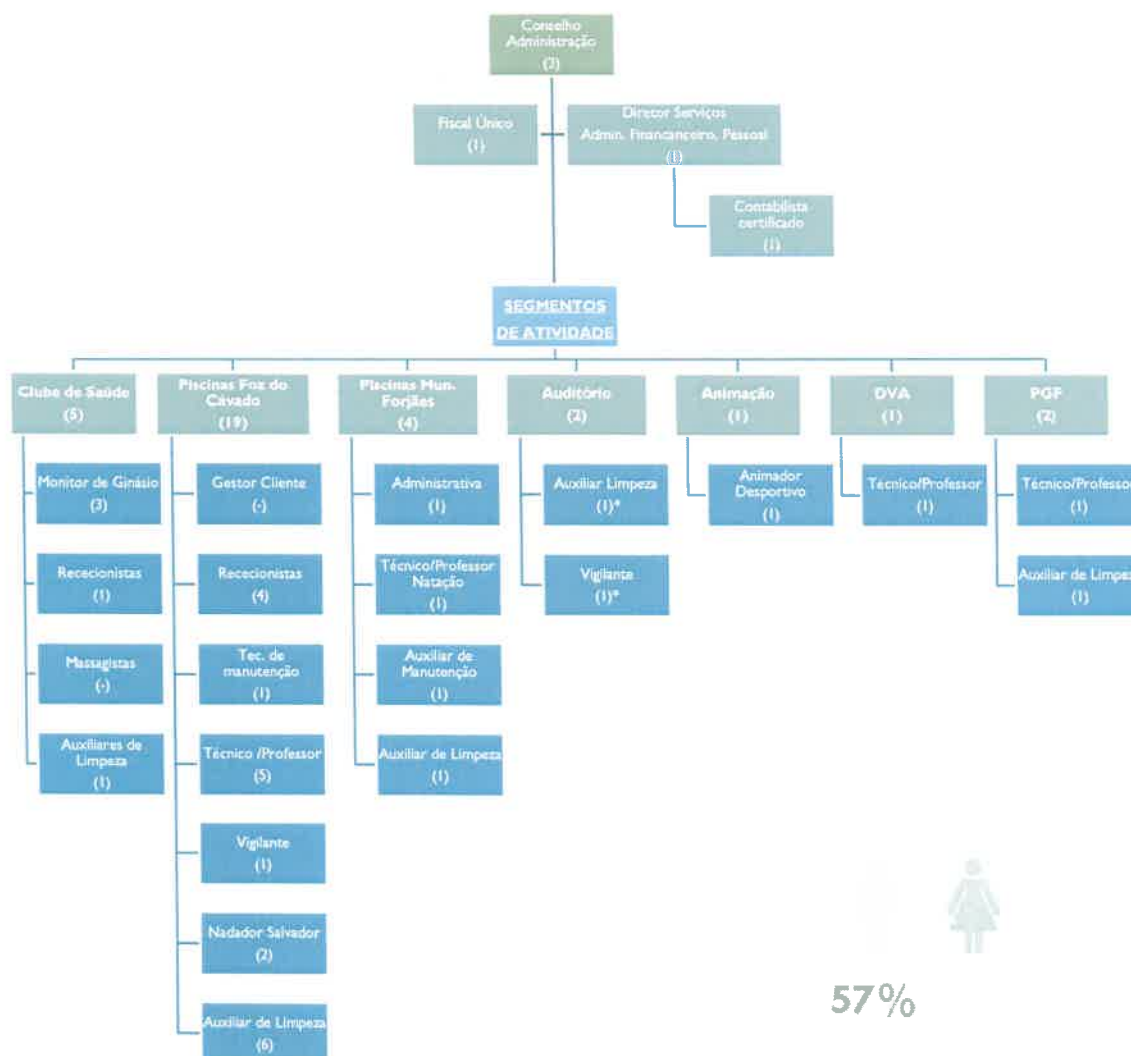 Conselho
Administração
(3)
Fiscal Único
(1)
Diretor Serviços
Admin. Financanceiro, Pessoal
(1)
Contabilista
certificado
(1)
SEGMENTOS
DE ATIVIDADE
Clube de Saúde
(5)
Piscinas Foz do
Cávado
(19)
Piscinas Mun.
Forjães
(4)
Auditório
(2)
Animação
(1)
DVA
(1)
PGF
(2)
Monitor de Ginásio
(3)
Rececionistas
(1)
Massagistas
(-)
Auxiliares de
Limpeza
(1)
Gestor Cliente
(-)
Rececionistas
(4)
Tec. de
manutenção
(1)
Técnico /Professor
(5)
Vigilante
(1)
Nadador Salvador
(2)
Auxiliar de Limpeza
(6)
Administrativa
(1)
Técnico/Professor
Natação
(1)
Auxiliar de
Manutenção
(1)
Auxiliar de Limpeza
(1)
Auxiliar Limpeza
(1)*
Vigilante
(1)*
Animador
Desportivo
(1)
Técnico/Professor
(1)
Técnico/Professor
(1)
Auxiliar de Limpeza
(1)
57%